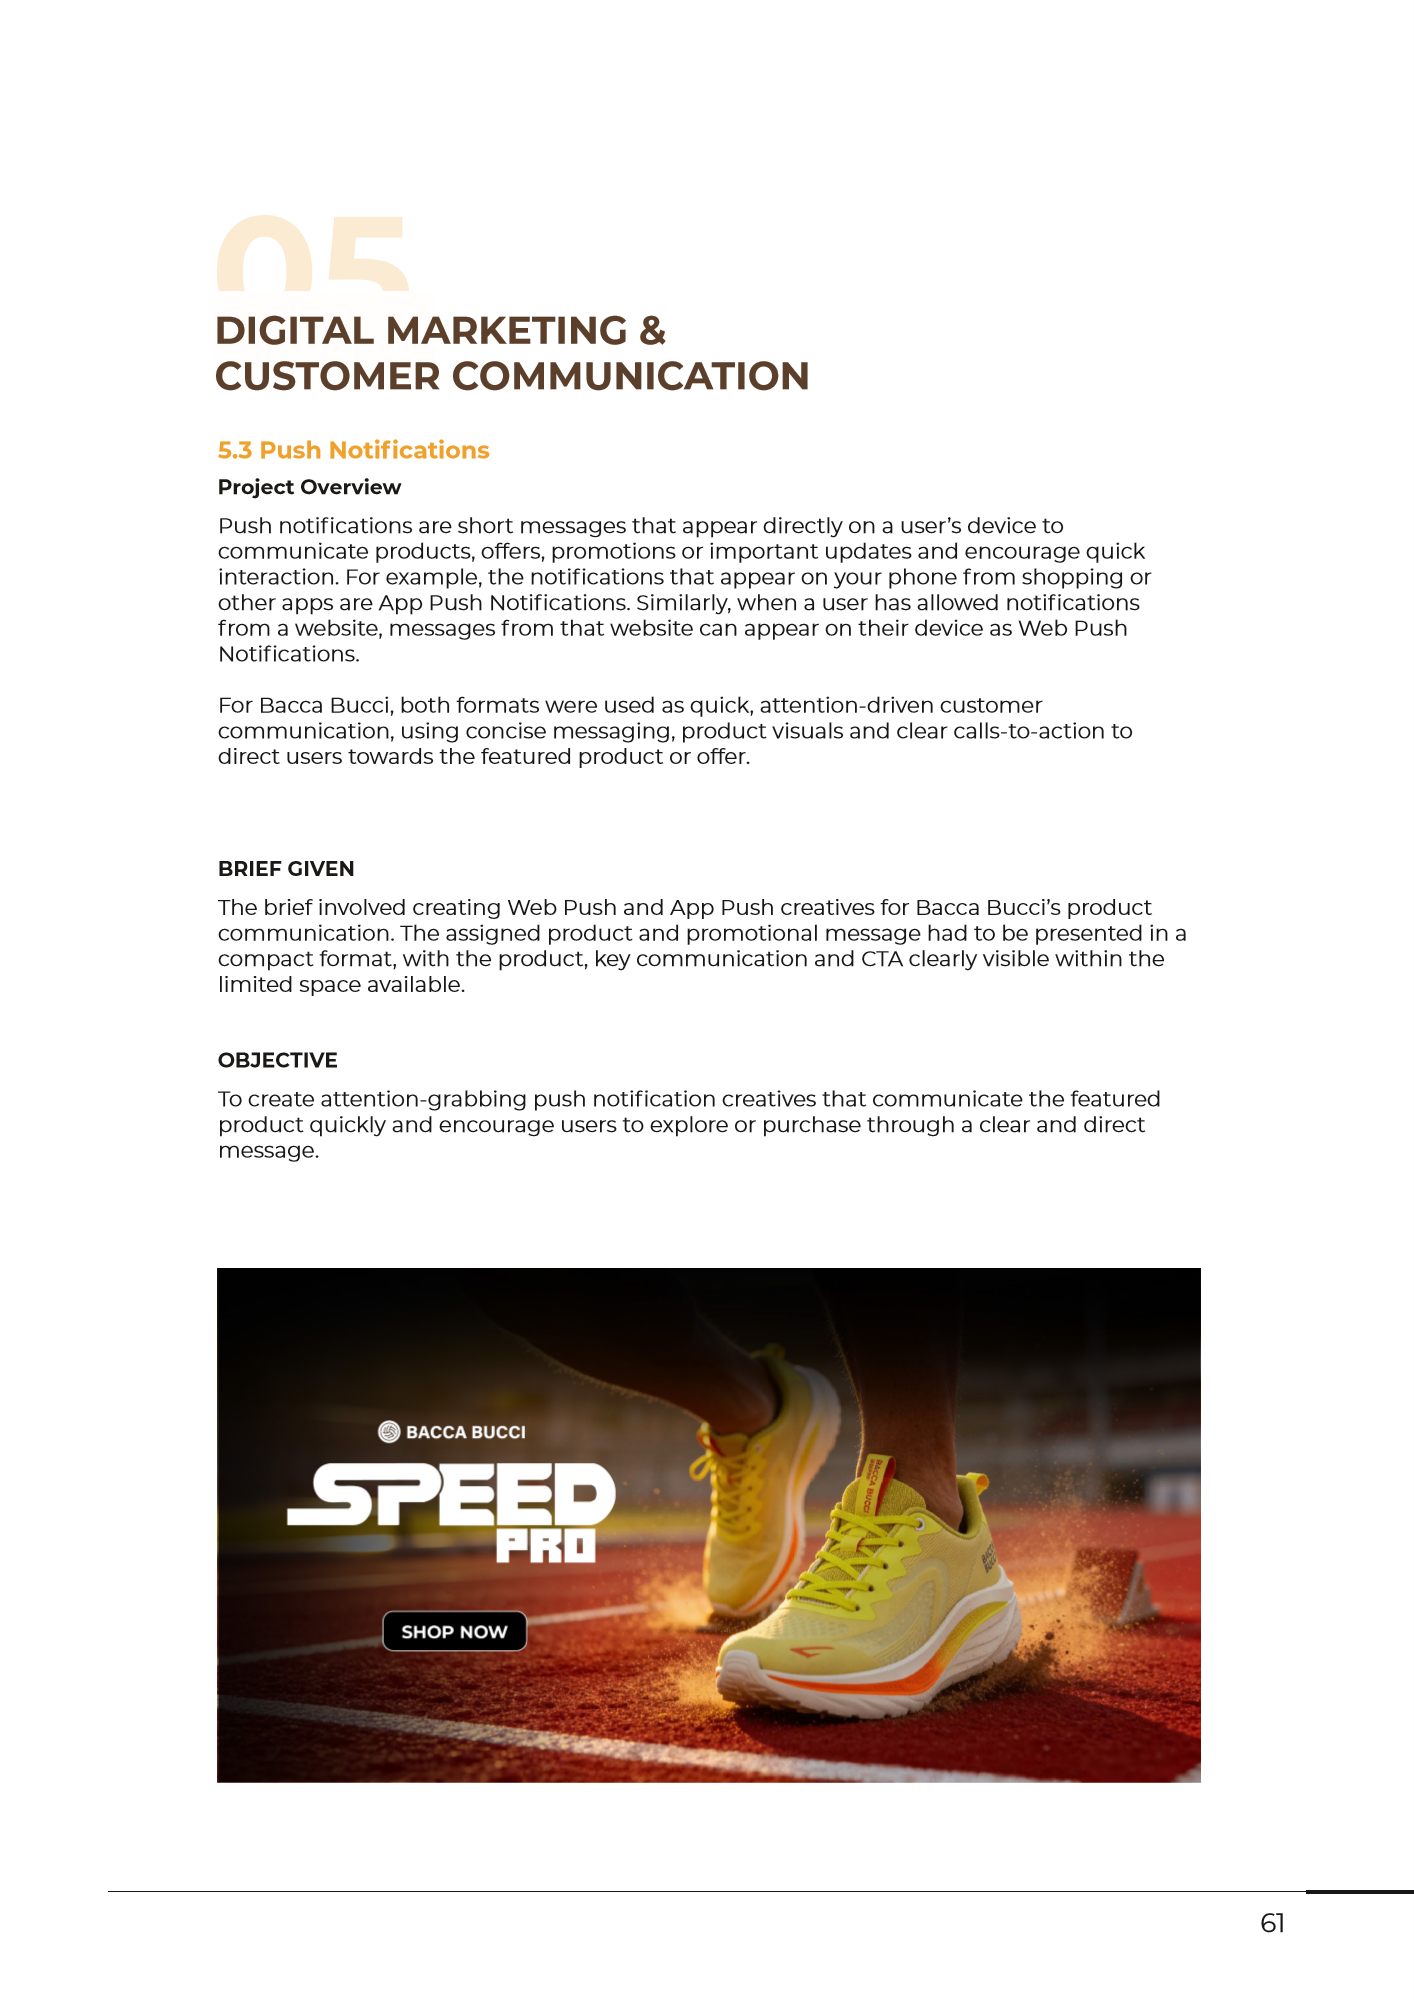 05
DIGITAL MARKETING &
CUSTOMER COMMUNICATION
5.3 Push Notifications
Project Overview
Push notifications are short messages that appear directly on a user’s device to
communicate products, offers, promotions or important updates and encourage quick
interaction. For example, the notifications that appear on your phone from shopping or
other apps are App Push Notifications. Similarly, when a user has allowed notifications
from a website, messages from that website can appear on their device as Web Push
Notifications.
For Bacca Bucci, both formats were used as quick, attention-driven customer
communication, using concise messaging, product visuals and clear calls-to-action to
direct users towards the featured product or offer.
BRIEF GIVEN
The brief involved creating Web Push and App Push creatives for Bacca Bucci’s product
communication. The assigned product and promotional message had to be presented in a
compact format, with the product, key communication and CTA clearly visible within the
limited space available.
OBJECTIVE
To create attention-grabbing push notification creatives that communicate the featured
product quickly and encourage users to explore or purchase through a clear and direct
message.
BACCA BUCCI
SPEED
PRO
SHOP NOW
BACCA BUCCI
61